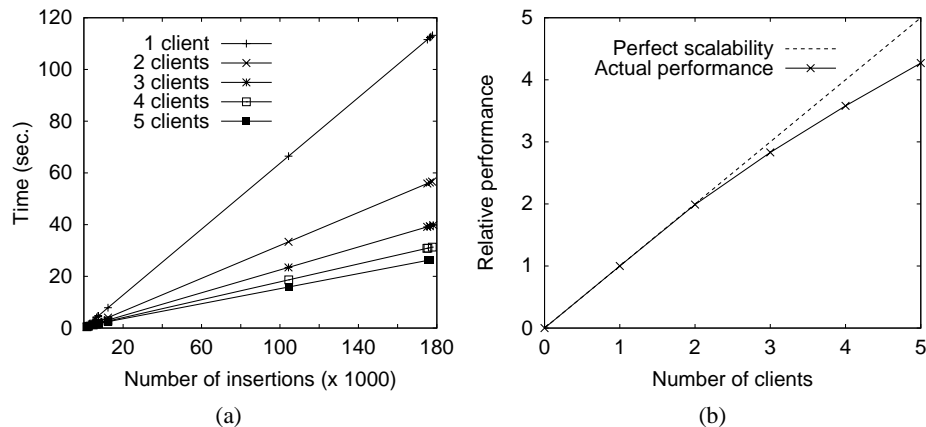 120
100
80
60
40
20
0
Time (sec.)
1 client
2 clients
3 clients
4 clients
5 clients
20 60 100 140 180
Number of insertions (x 1000)
(a)
5
4
3
2
1
0
Relative performance
Perfect scalability
Actual performance
0 1 2 3 4 5
Number of clients
(b)